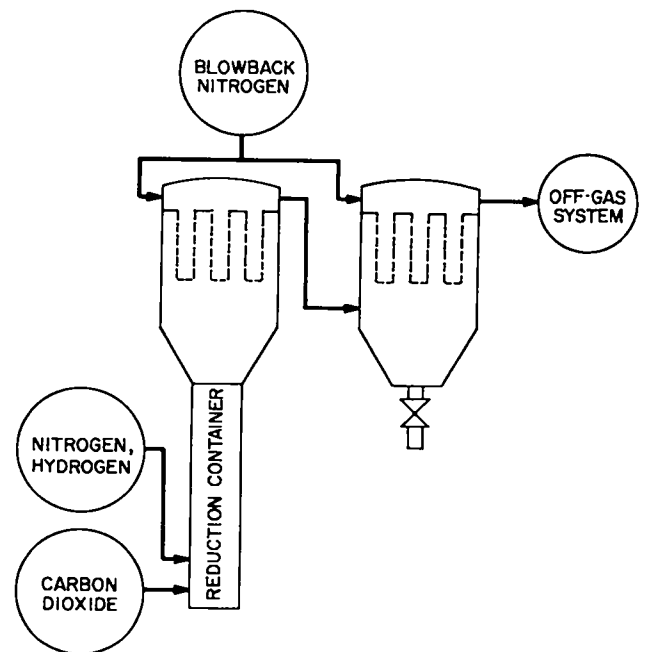 BLOWBACK
NITROGEN
OFF-GAS
SYSTEM
REDUCTION CONTAINER
NITROGEN,
HYDROGEN
CARBON
DIOXIDE